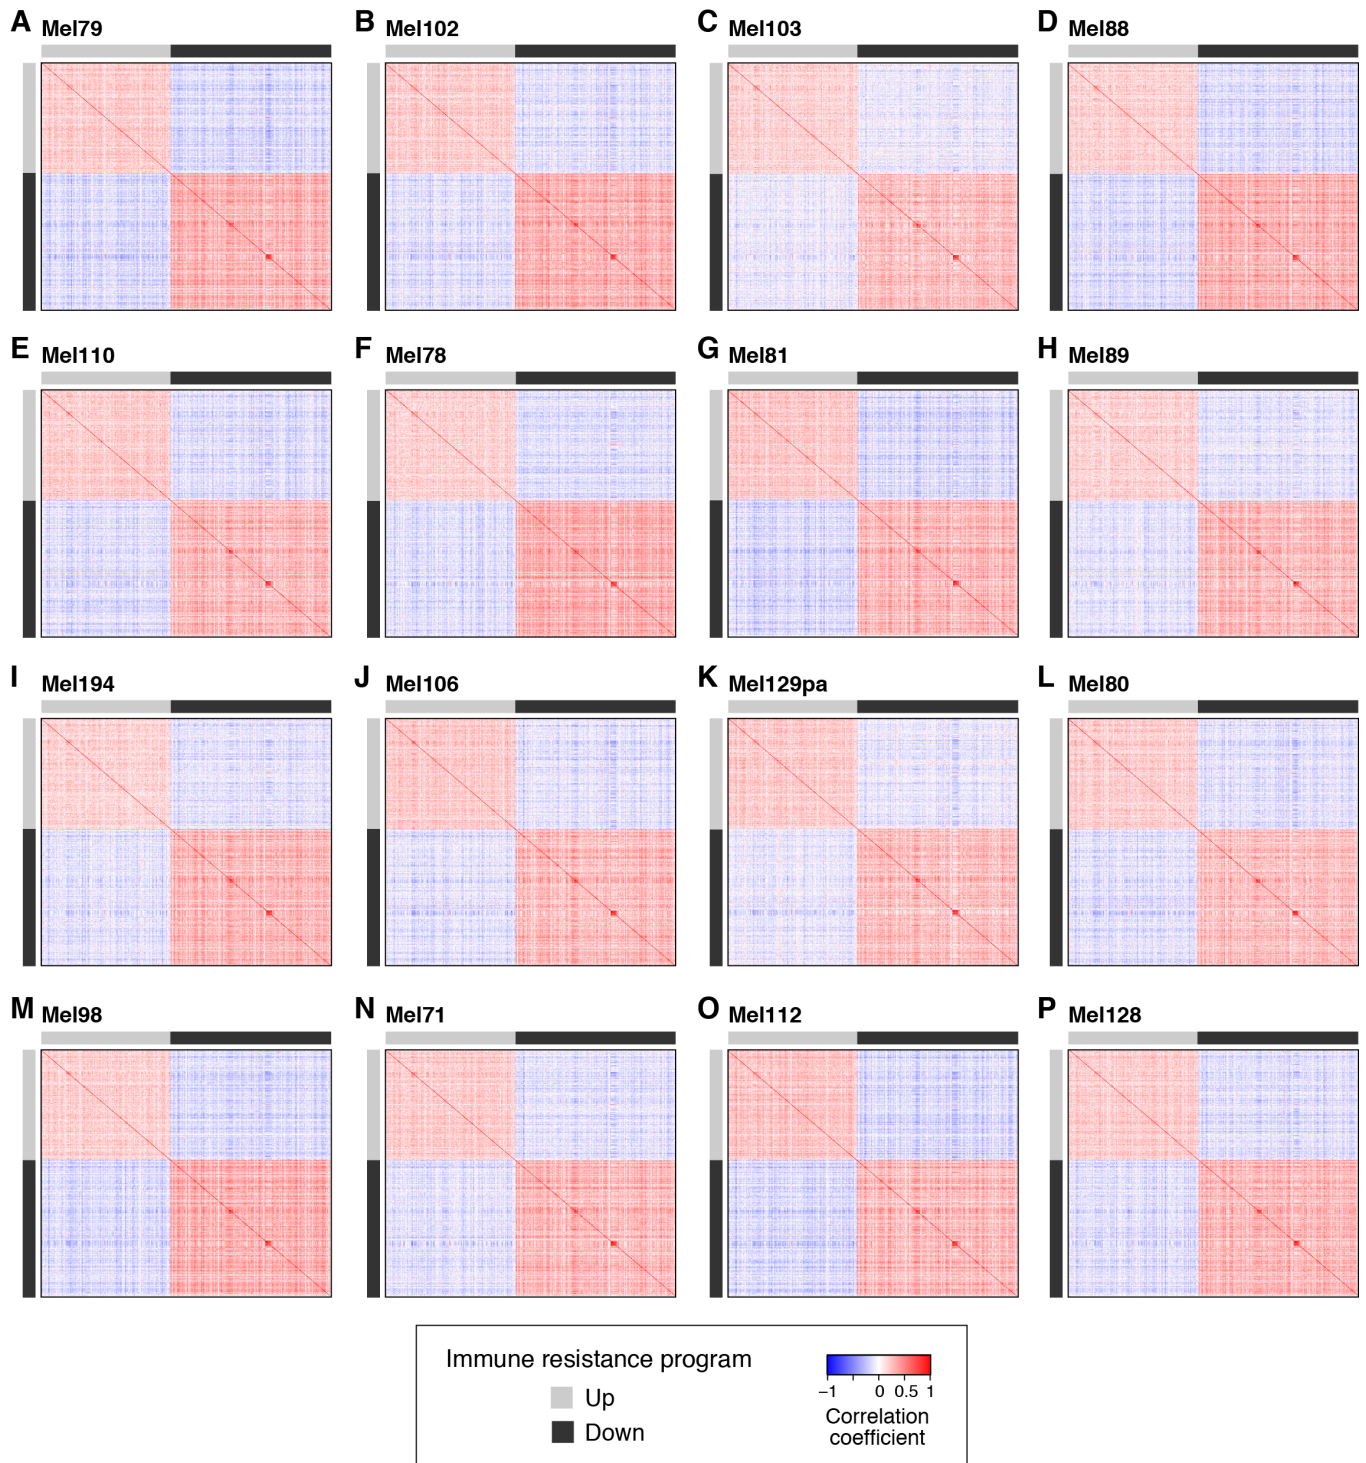 A Mel79
B Mel102
C Mel103
D Mel88
E Mel110
F Mel78
G Mel81
H Mel89
I Mel194
J Mel106
K Mel129pa
L Mel80
M Mel98
N Mel71
O Mel112
P Mel128
Immune resistance program
Up
Down
−1 0 0.5 1
Correlation
coefficient